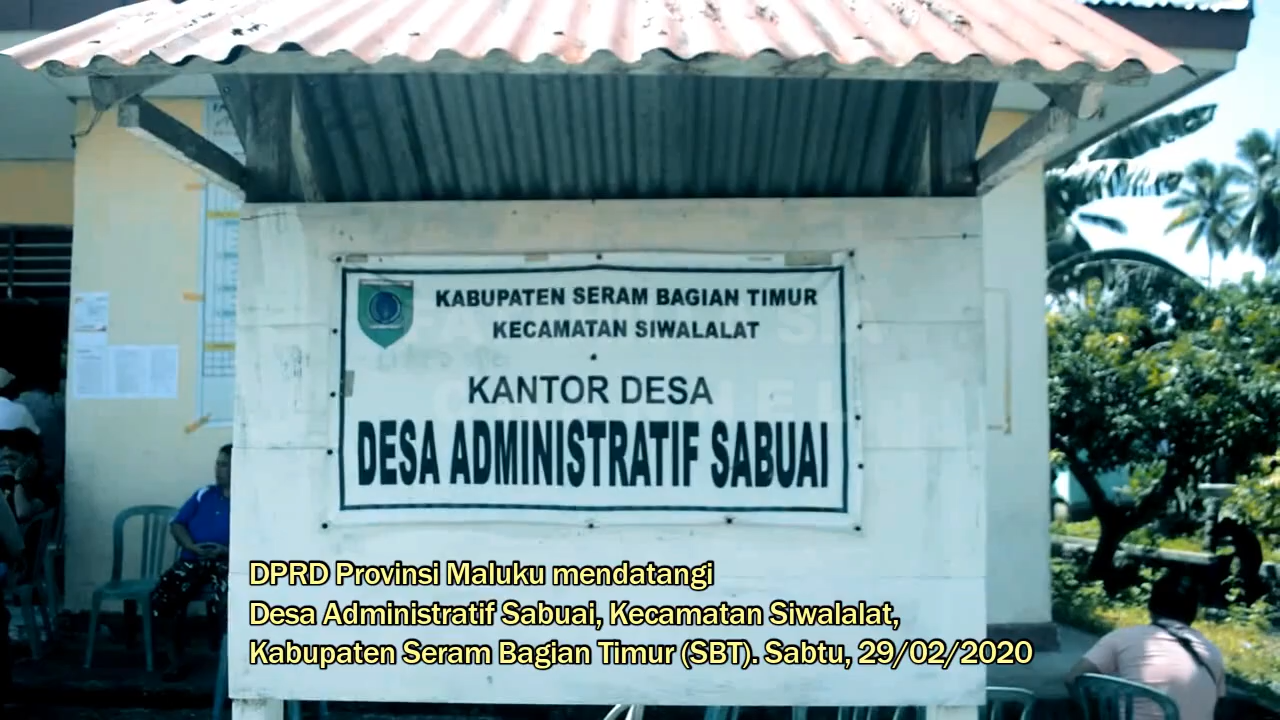 KABUPATEN SERAM BAGIAN TIMUR
KECAMATAN SIWALALAT
KANTOR DESA
DESA ADMINISTRATIF SABUAI
DPRD Provinsi Maluku mendatangi
Desa Administratif Sabuai, Kecamatan Siwalalat,
Kabupaten Seram Bagian Timur (SBT). Sabtu, 29/02/2020